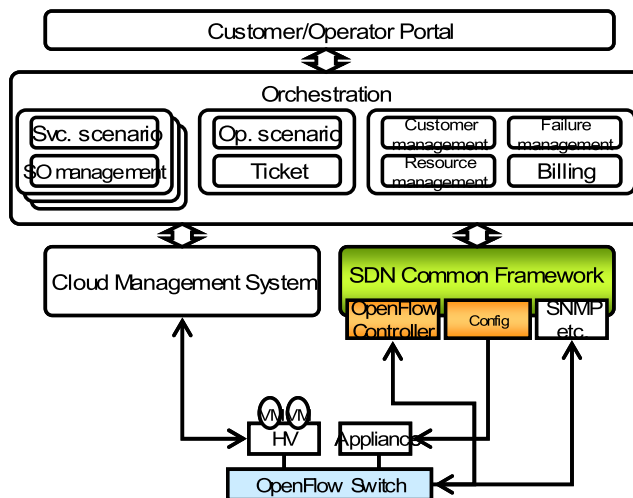 Customer/Operator Portal
Orchestration
Svc. scenario
SO management
Op. scenario
Ticket
Customer
management
Failure
management
Resource
management
Billing
Cloud Management System
SDN Common Framework
OpenFlow
Controller
Config
SNMP
etc
VM VM
HV
Appliance
OpenFlow Switch